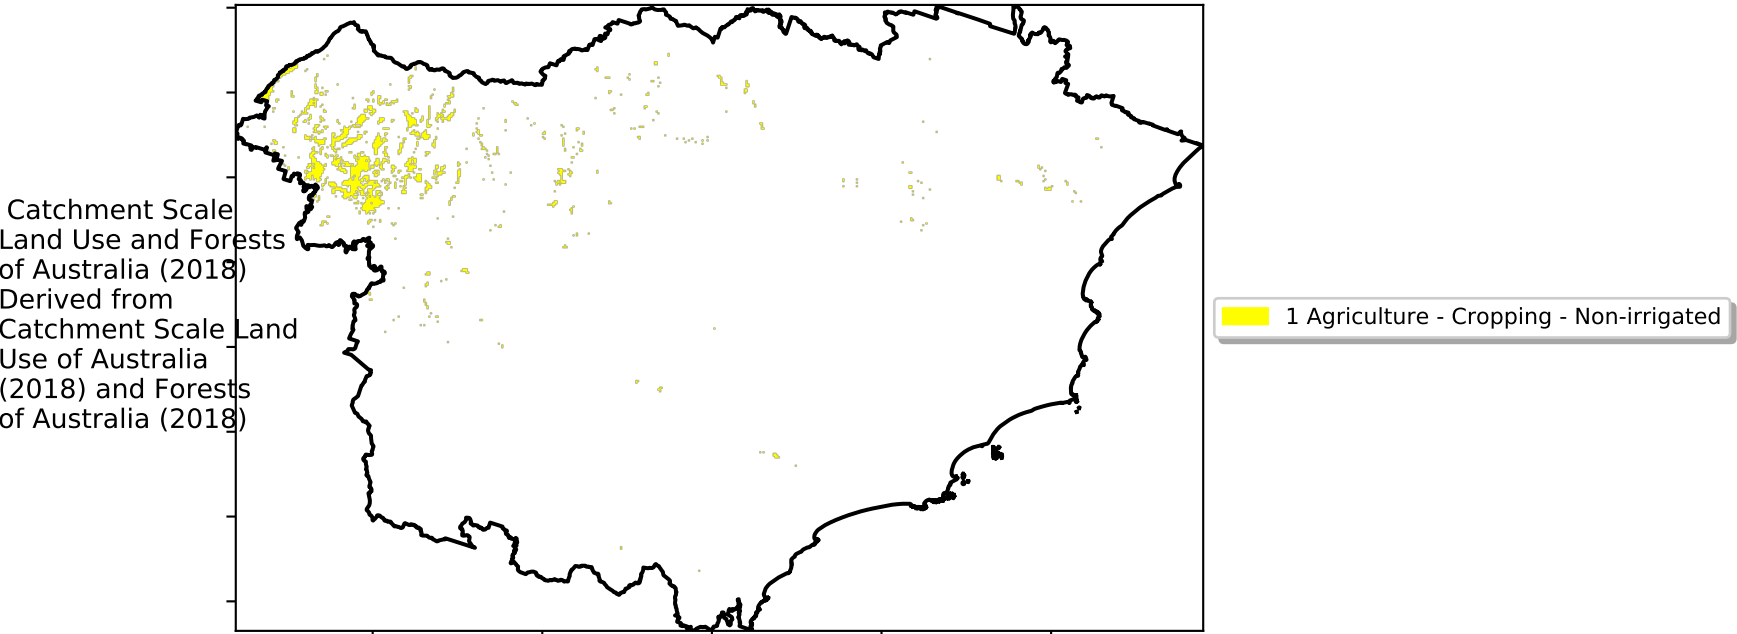 Catchment Scale
Land Use and Forests
of Australia (2018)
Derived from
Catchment Scale Land
Use of Australia
(2018) and Forests
of Australia (2018)
1 Agriculture - Cropping - Non-irrigated